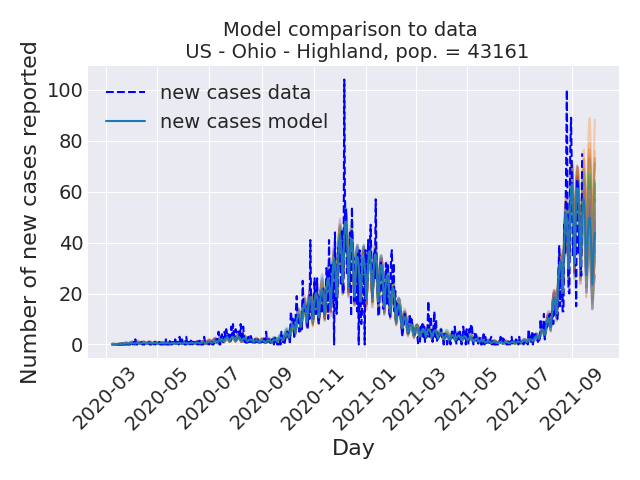 Model comparison to data
US - Ohio - Highland, pop. = 43161
new cases data
new cases model
Number of new cases reported
100
80
60
40
20
0
2020-03
2020-05
2020-07
2020-09
2020-11
2021-01
2021-03
2021-05
2021-07
2021-09
Day